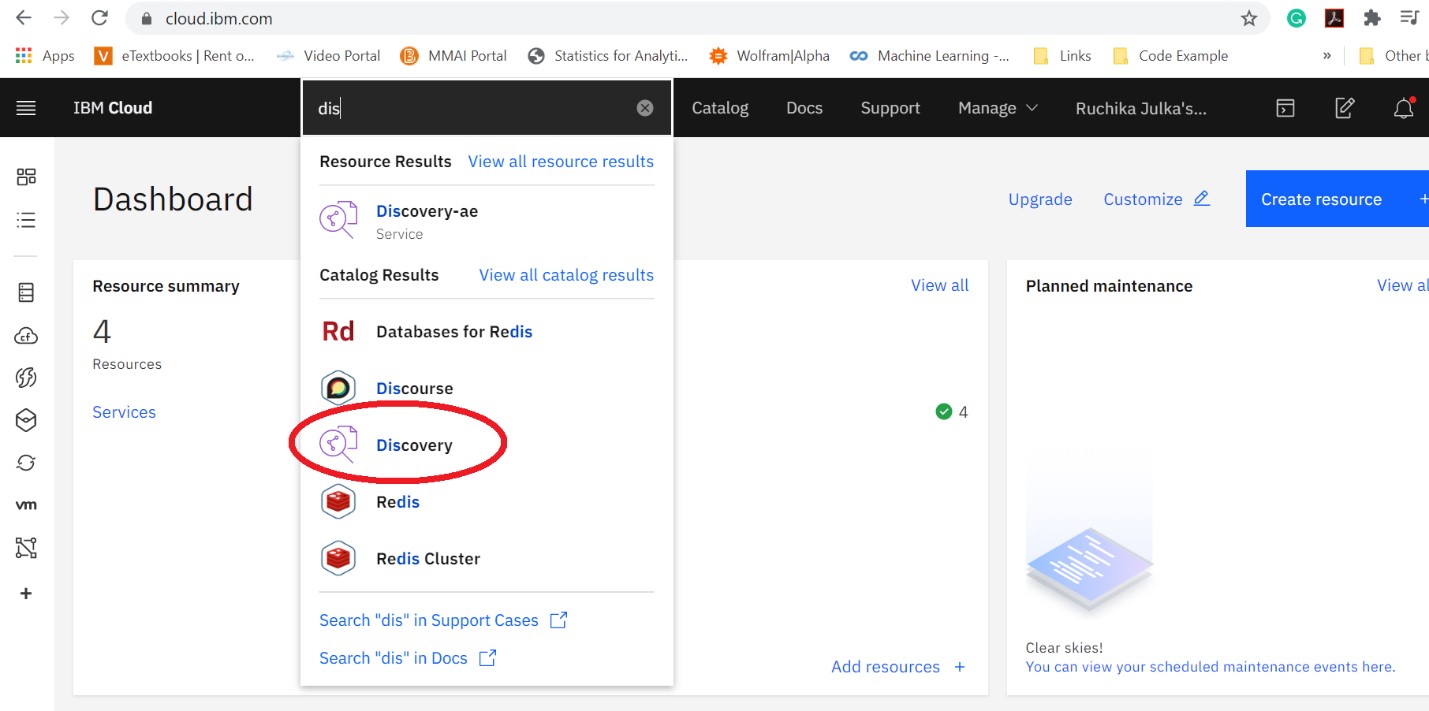 cloud.ibm.com
Apps eTextbooks | Rent o... Video Portal MMAI Portal Statistics for Analyti... Wolfram|Alpha Machine Learning -... Links Code Example » Other b
IBM Cloud dis Catalog Docs Support Manage Ruchika Julka's...
Resource Results View all resource results
Dashboard
Upgrade Customize Create resource +
Discovery-ae
Service
Catalog Results View all catalog results
Databases for Redis
Rd
Discourse
Discovery
Redis
Redis Cluster
Search "dis" in Support Cases
Search "dis" in Docs
cf
vm
+
Resource summary
4
Resources
Services
View all
4
Add resources +
Planned maintenance View al
Clear skies!
You can view your scheduled maintenance events here.